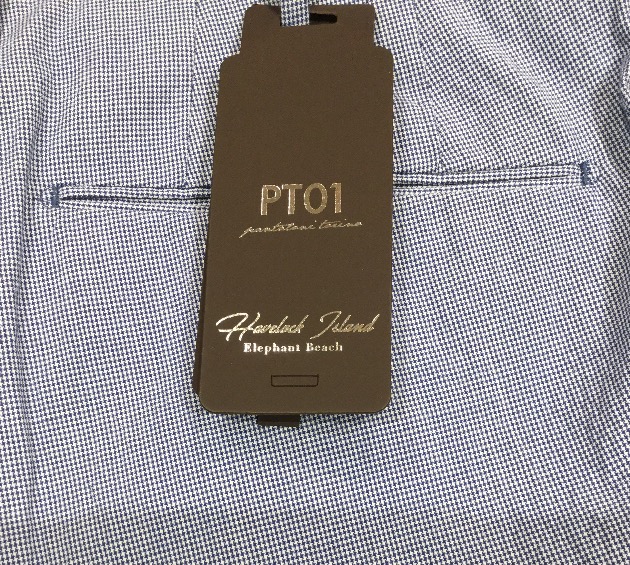 PT01
pantaloni torino
Havelock Island
Elephant Beach